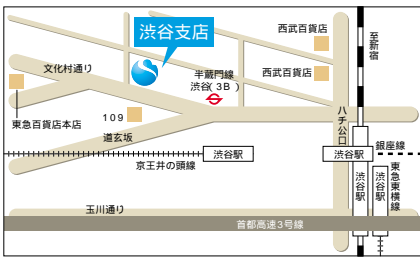 渋谷支店
西武百貨店
至新宿
文化村通り
半蔵門線
渋谷(3B)
西武百貨店
東急百貨店本店
109
道玄坂
ハチ公口
京王井の頭線
渋谷駅
渋谷駅
銀座線
渋谷駅
渋谷駅
東急東横線
玉川通り
首都高速3号線